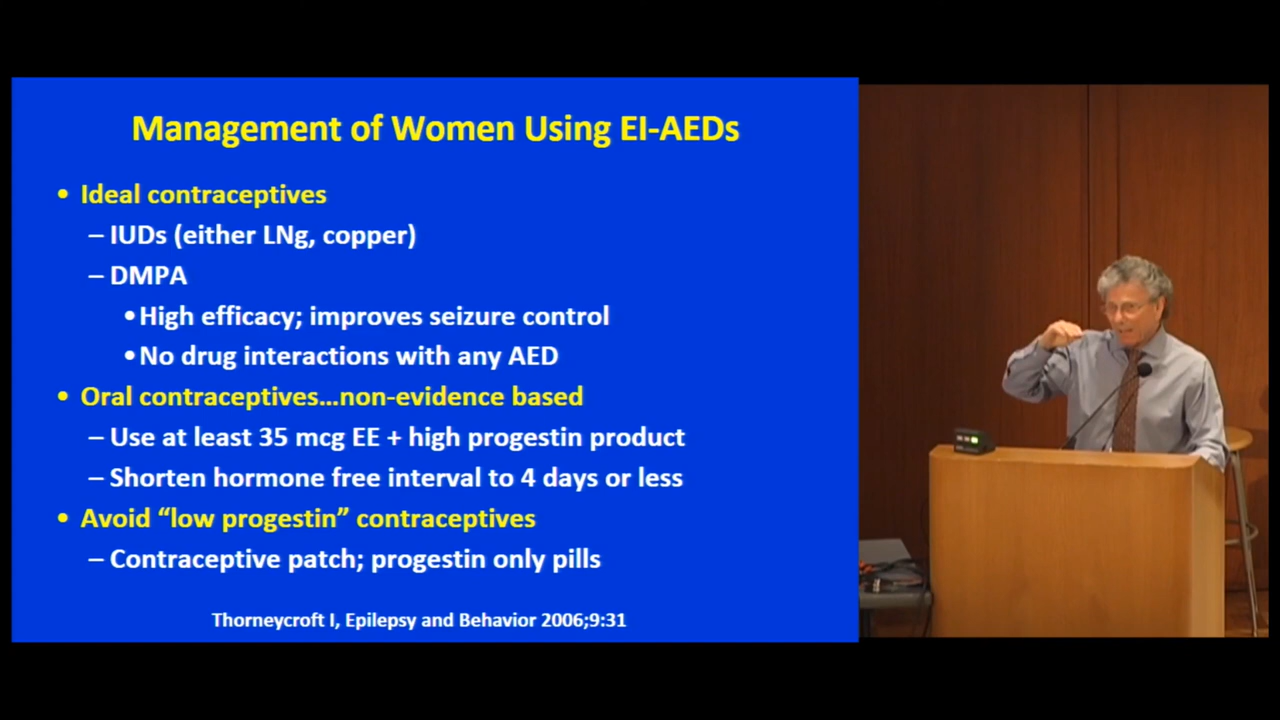 Management of Women Using EI-AEDs
• Ideal contraceptives
– IUDs (either LNg, copper)
– DMPA
• High efficacy; improves seizure control
• No drug interactions with any AED
• Oral contraceptives...non-evidence based
– Use at least 35 mcg EE + high progestin product
– Shorten hormone free interval to 4 days or less
• Avoid “low progestin” contraceptives
– Contraceptive patch; progestin only pills
Thorneycroft I, Epilepsy and Behavior 2006;9:31